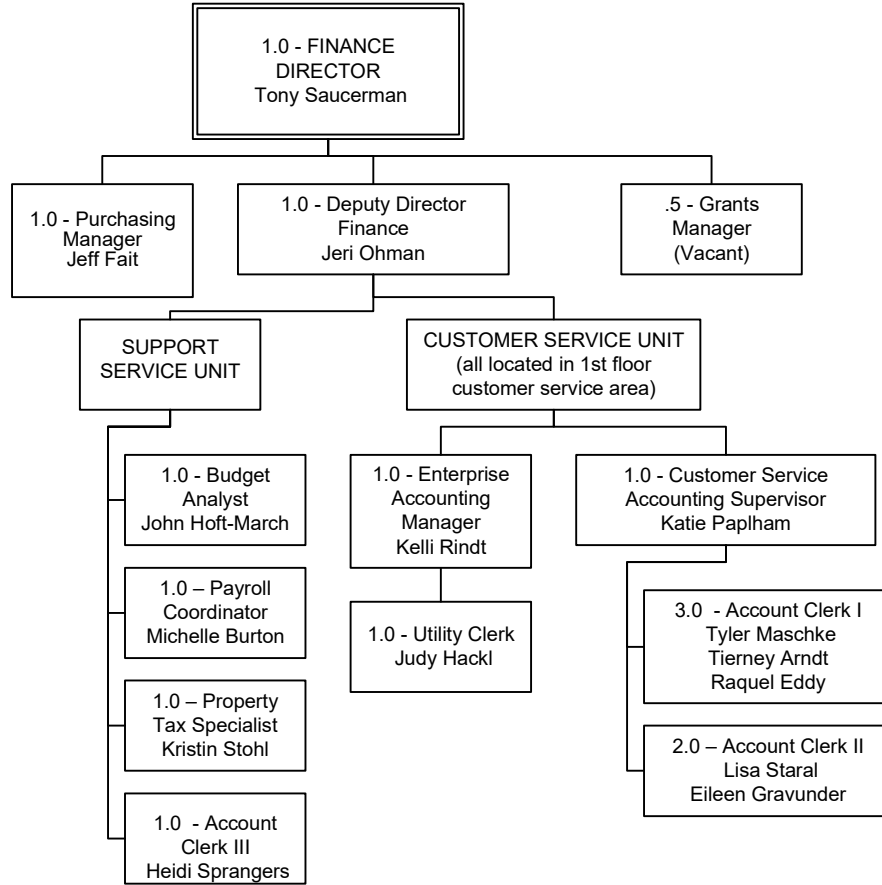 1.0 - FINANCE
DIRECTOR
Tony Saucerman
1.0 - Purchasing
Manager
Jeff Fait
1.0 - Deputy Director
Finance
Jeri Ohman
.5 - Grants
Manager
(Vacant)
SUPPORT
SERVICE UNIT
CUSTOMER SERVICE UNIT
(all located in 1st floor
customer service area)
1.0 - Budget
Analyst
John Hoft-March
1.0 – Payroll
Coordinator
Michelle Burton
1.0 – Property
Tax Specialist
Kristin Stohl
1.0 - Account
Clerk III
Heidi Sprangers
1.0 - Enterprise
Accounting
Manager
Kelli Rindt
1.0 - Utility Clerk
Judy Hackl
1.0 - Customer Service
Accounting Supervisor
Katie Paplham
3.0 - Account Clerk I
Tyler Maschke
Tierney Arndt
Raquel Eddy
2.0 – Account Clerk II
Lisa Staral
Eileen Gravunder